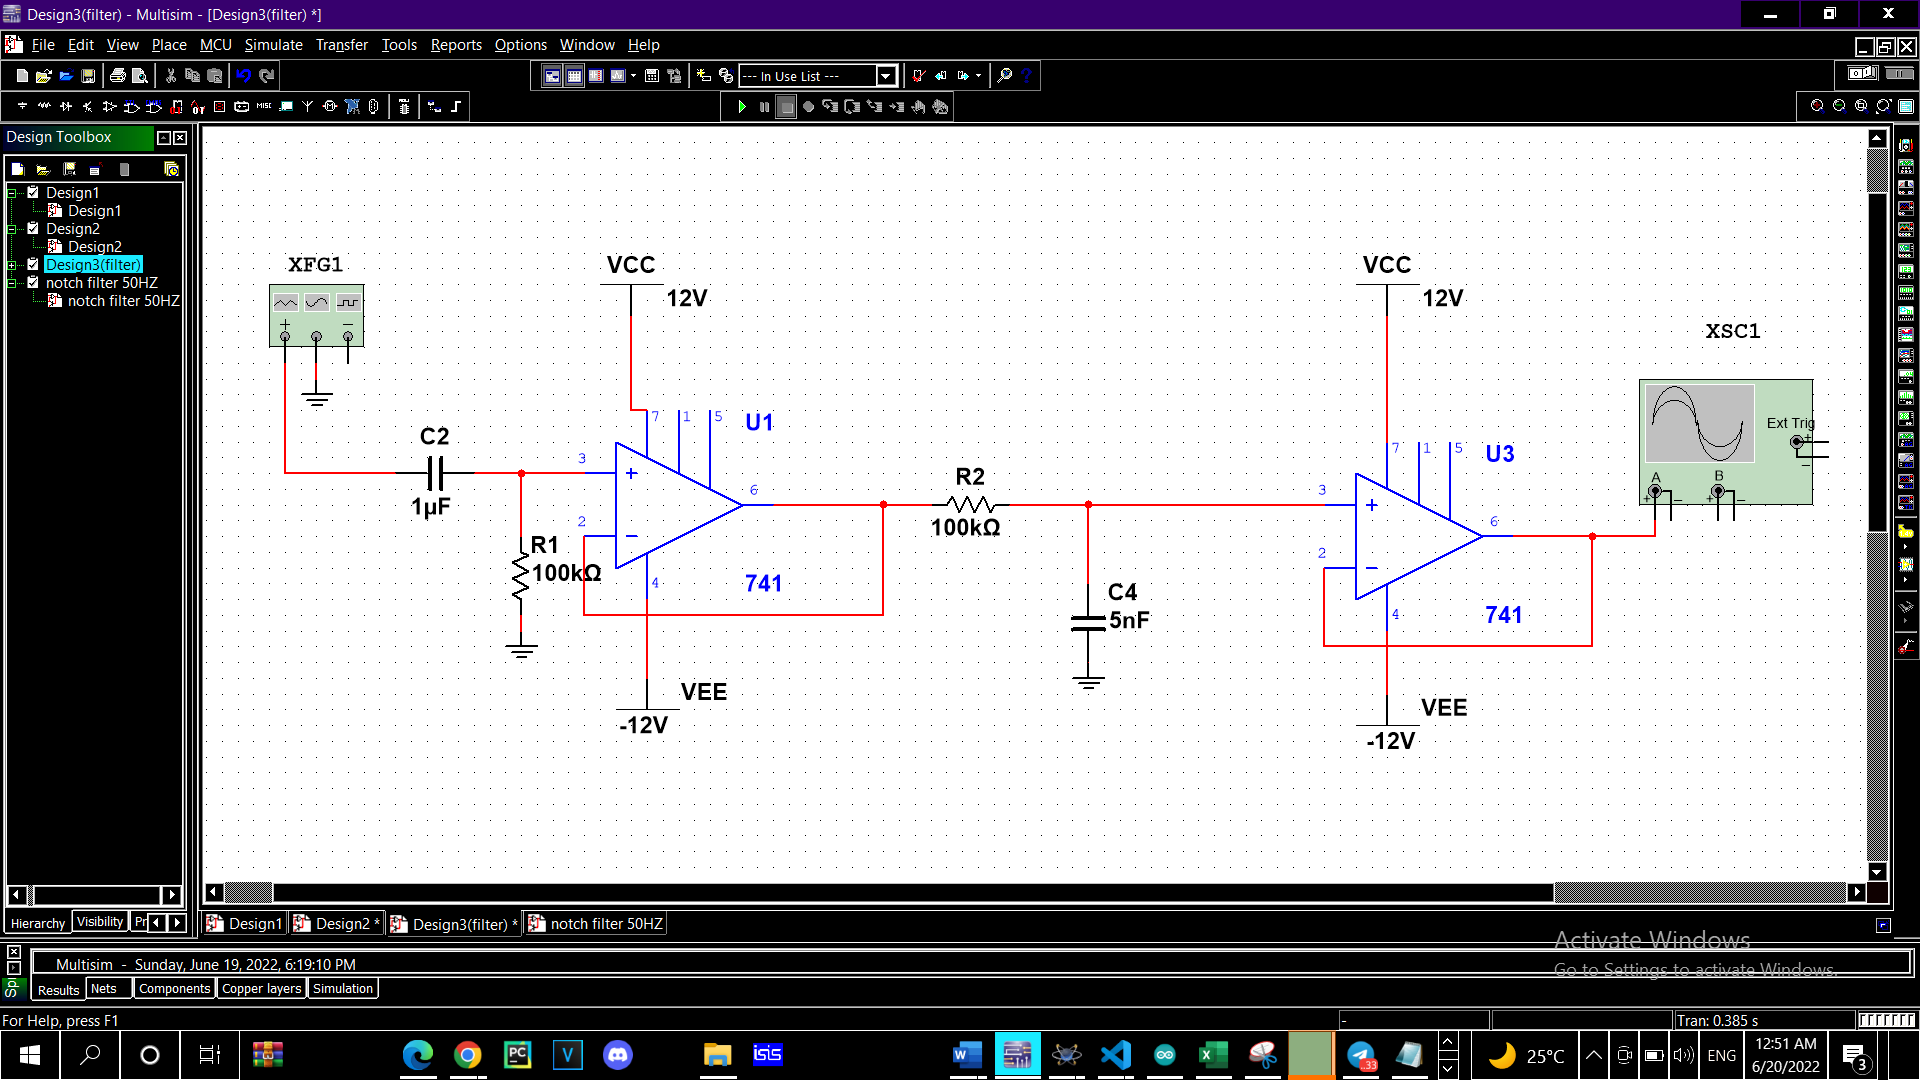 Design3(filter) - Multisim - [Design3(filter) *]
File Edit View Place MCU Simulate Transfer Tools Reports Options Window Help
--- In Use List ---
MISC
Design Toolbox
Design1
Design1
Design2
Design2
Design3(filter)
notch filter 50HZ
notch filter 50HZ
XFG1
VCC
12V
VCC
12V
XSC1
Ext Trig
A
B
C2
1µF
R1
100kΩ
3
2
7
1
5
6
4
U1
741
VEE
-12V
R2
100kΩ
C4
5nF
3
2
7
1
5
6
4
U3
741
VEE
-12V
Hierarchy Visibility Pr
Design1 Design2 * Design3(filter) * notch filter 50HZ
Activate Windows
Go to Settings to activate Windows.
Multisim - Sunday, June 19, 2022, 6:19:10 PM
Results Nets Components Copper layers Simulation
For Help, press F1
-
Tran: 0.385 s
PC
V
isis
W
X
33
25°C
ENG
12:51 AM
6/20/2022
3